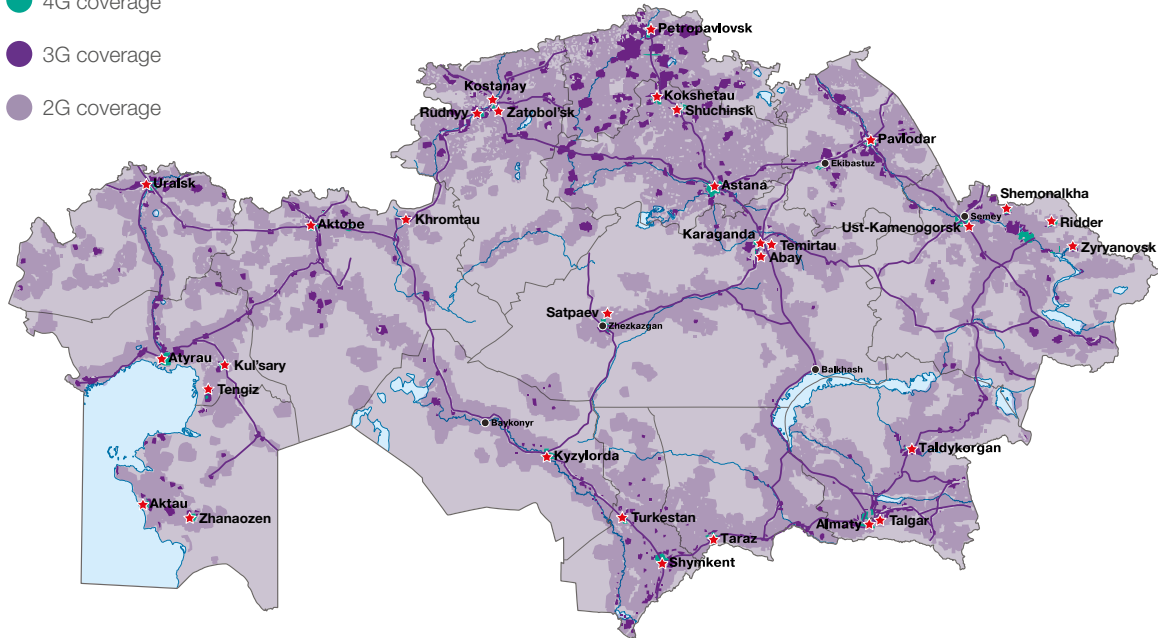 4G coverage
3G coverage
2G coverage
Petropavlovsk
Kostanay
Kokshetau
Rudnyy
Zatobol'sk
Shuchinsk
Pavlodar
Ekibastuz
Uralsk
Astana
Shemonalkha
Semey
Ridder
Aktobe
Khromtau
Ust-Kamenogorsk
Karaganda
Temirtau
Zyryanovsk
Abay
Satpaev
Zhezkazgan
Atyrau
Kul'sary
Balkhash
Tengiz
Baykonyr
Taldykorgan
Kyzylorda
Aktau
Zhanaozen
Turkestan
Almaty
Talgar
Taraz
Shymkent